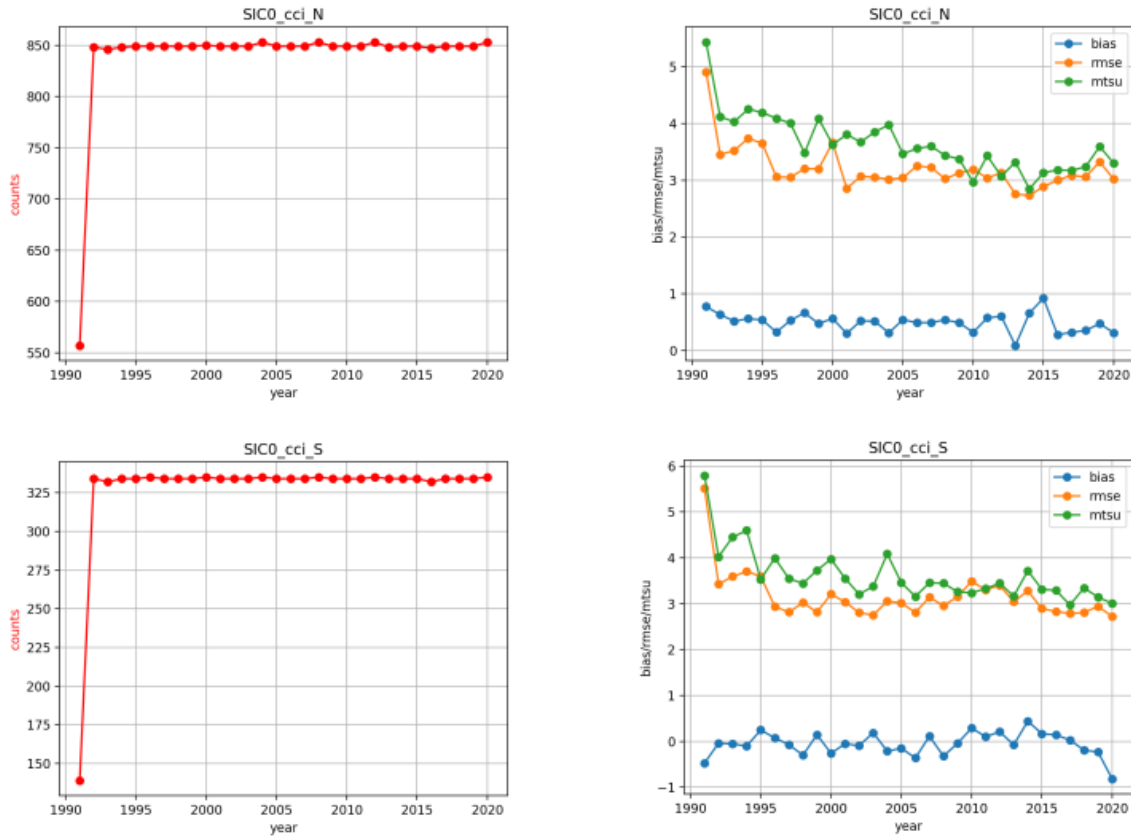 SIC0_cci_N
850
800
750
700
650
600
550
counts
1990 1995 2000 2005 2010 2015 2020
year
SIC0_cci_N
bias
rmse
mtsu
5
4
3
2
1
0
bias/rmse/mtsu
1990 1995 2000 2005 2010 2015 2020
year
SIC0_cci_S
325
300
275
250
225
200
175
150
counts
1990 1995 2000 2005 2010 2015 2020
year
SIC0_cci_S
bias
rmse
mtsu
6
5
4
3
2
1
0
−1
bias/rmse/mtsu
1990 1995 2000 2005 2010 2015 2020
year